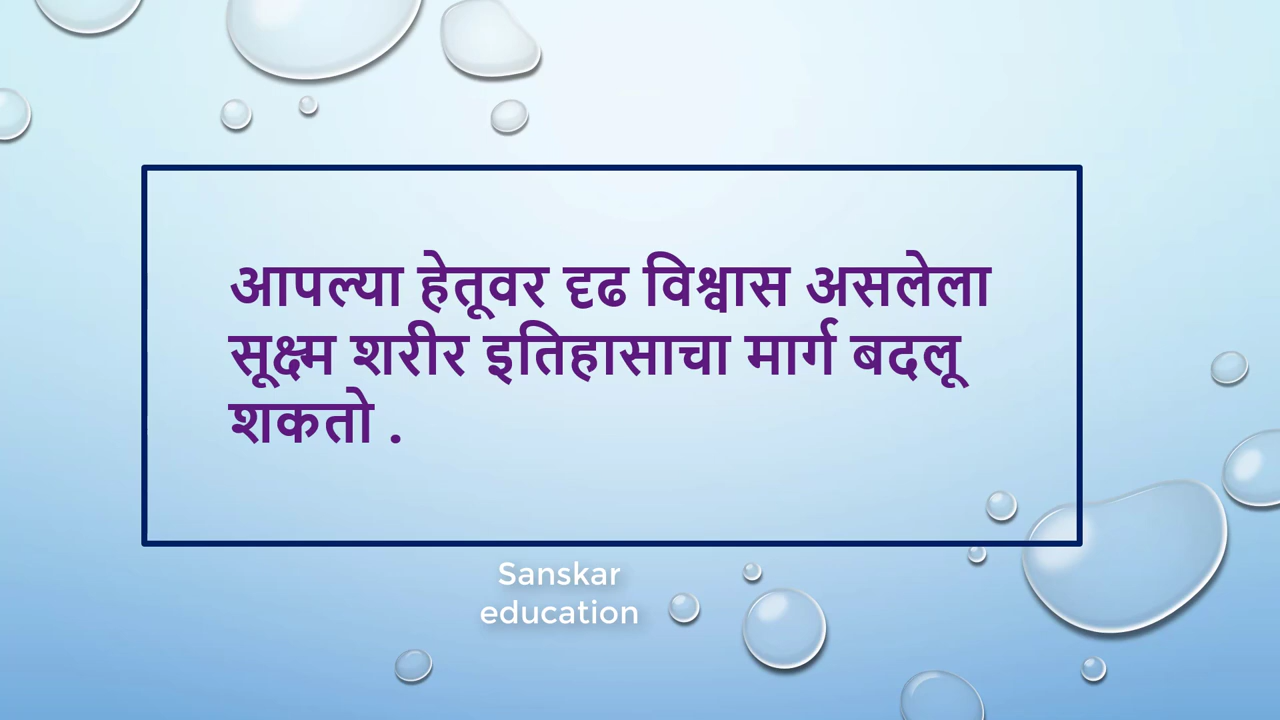 आपल्या हेतूवर दृढ विश्वास असलेला
सूक्ष्म शरीर इतिहासाचा मार्ग बदलू
शकतो .
Sanskar
education